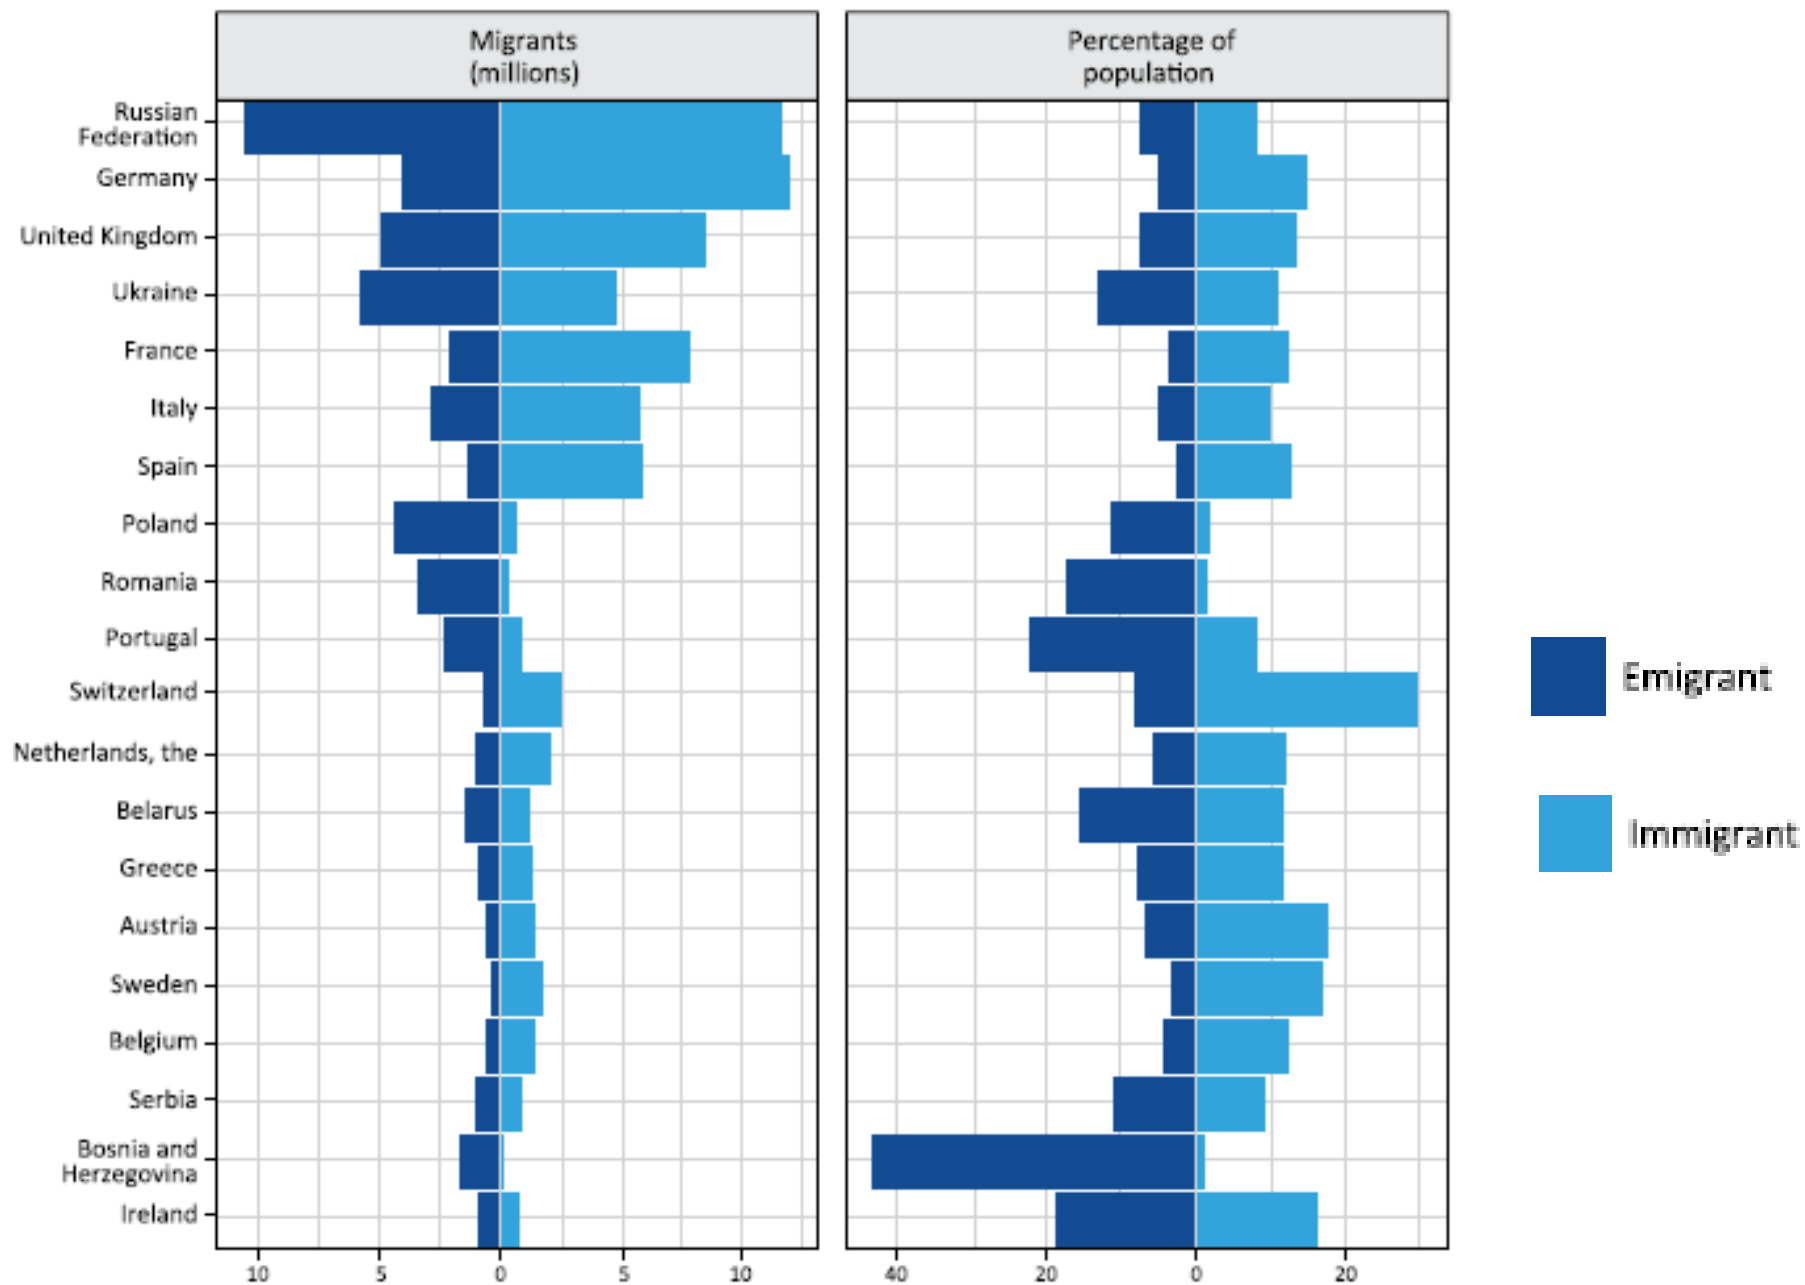 Migrants
(millions)
Percentage of
population
Russian
Federation
Germany
United Kingdom
Ukraine
France
Italy
Spain
Poland
Romania
Portugal
Switzerland
Netherlands, the
Belarus
Greece
Austria
Sweden
Belgium
Serbia
Bosnia and
Herzegovina
Ireland
10 5 0 5 10
40 20 0 20
Emigrant
Immigrant